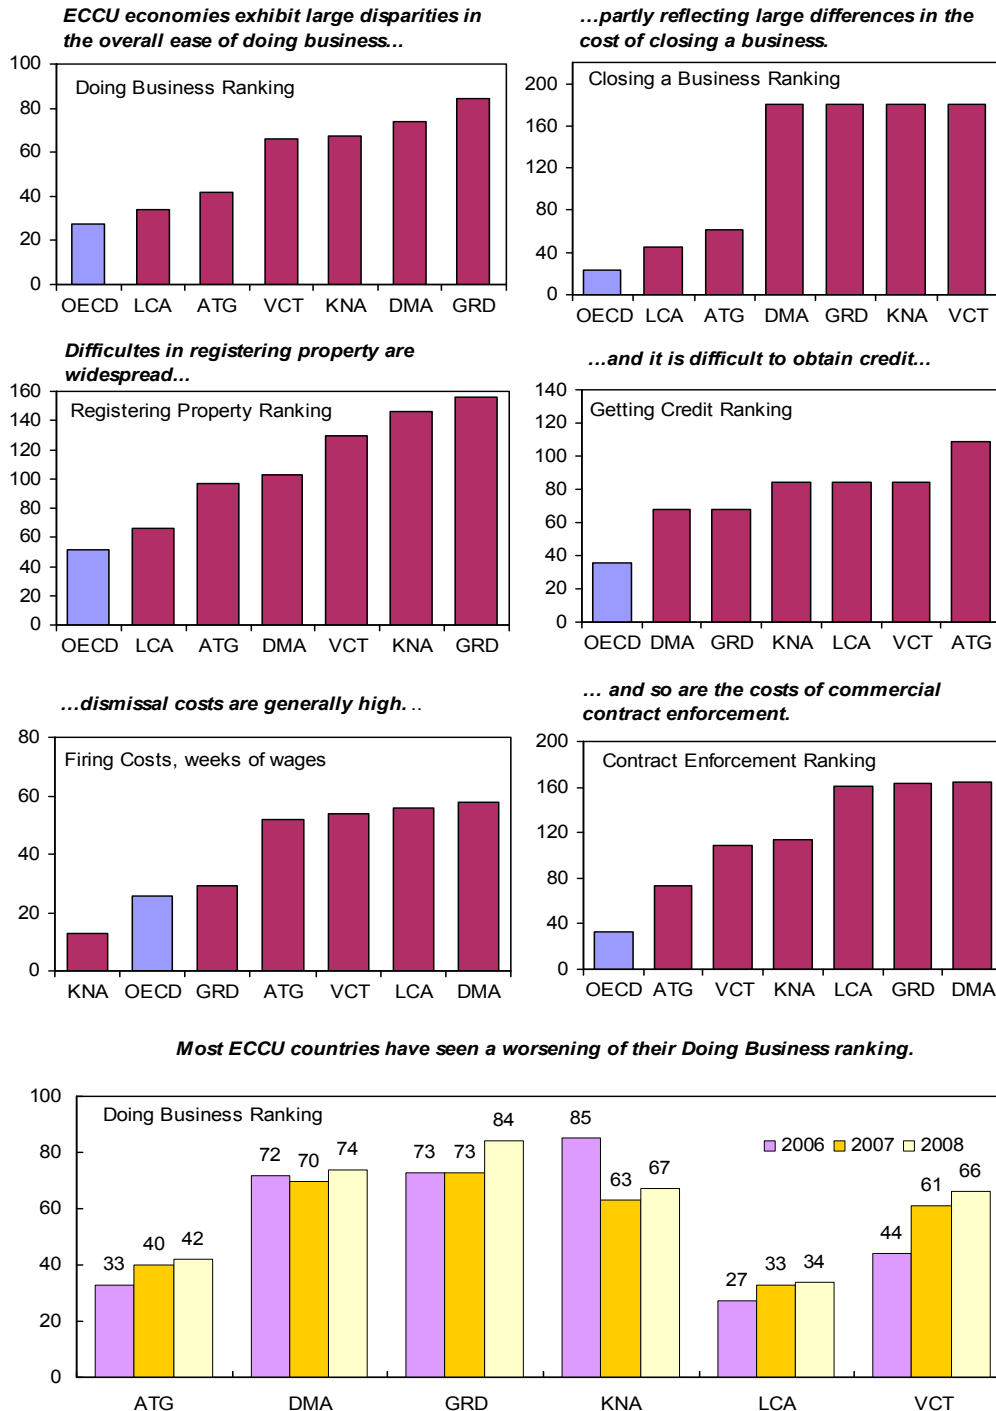 ECCU economies exhibit large disparities in
the overall ease of doing business...
100
80
60
40
20
0
Doing Business Ranking
OECD LCA ATG VCT KNA DMA GRD
...partly reflecting large differences in the
cost of closing a business.
200
160
120
80
40
0
Closing a Business Ranking
OECD LCA ATG DMA GRD KNA VCT
Difficultes in registering property are
widespread...
160
140
120
100
80
60
40
20
0
Registering Property Ranking
OECD LCA ATG DMA VCT KNA GRD
...and it is difficult to obtain credit...
140
120
100
80
60
40
20
0
Getting Credit Ranking
OECD DMA GRD KNA LCA VCT ATG
...dismissal costs are generally high. ..
80
60
40
20
0
Firing Costs, weeks of wages
KNA OECD GRD ATG VCT LCA DMA
... and so are the costs of commercial
contract enforcement.
200
160
120
80
40
0
Contract Enforcement Ranking
OECD ATG VCT KNA LCA GRD DMA
Most ECCU countries have seen a worsening of their Doing Business ranking.
100
80
60
40
20
0
Doing Business Ranking
2006 2007 2008
33 40 42
72 70 74
73 73 84
85 63 67
27 33 34
44 61 66
ATG DMA GRD KNA LCA VCT